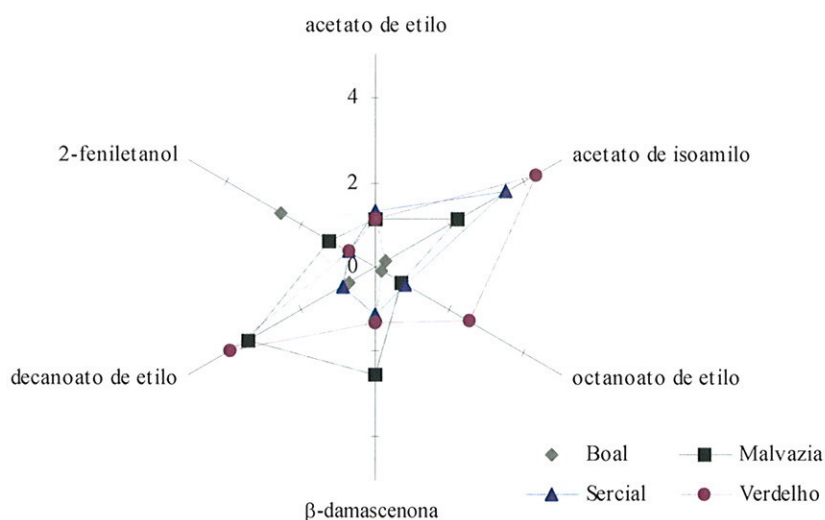 acetato de etilo
4
2-feniletanol
acetato de isoamilo
2
0
decanoato de etilo
octanoato de etilo
Boal
Malvazia
Sercial
Verdelho
β-damascenona